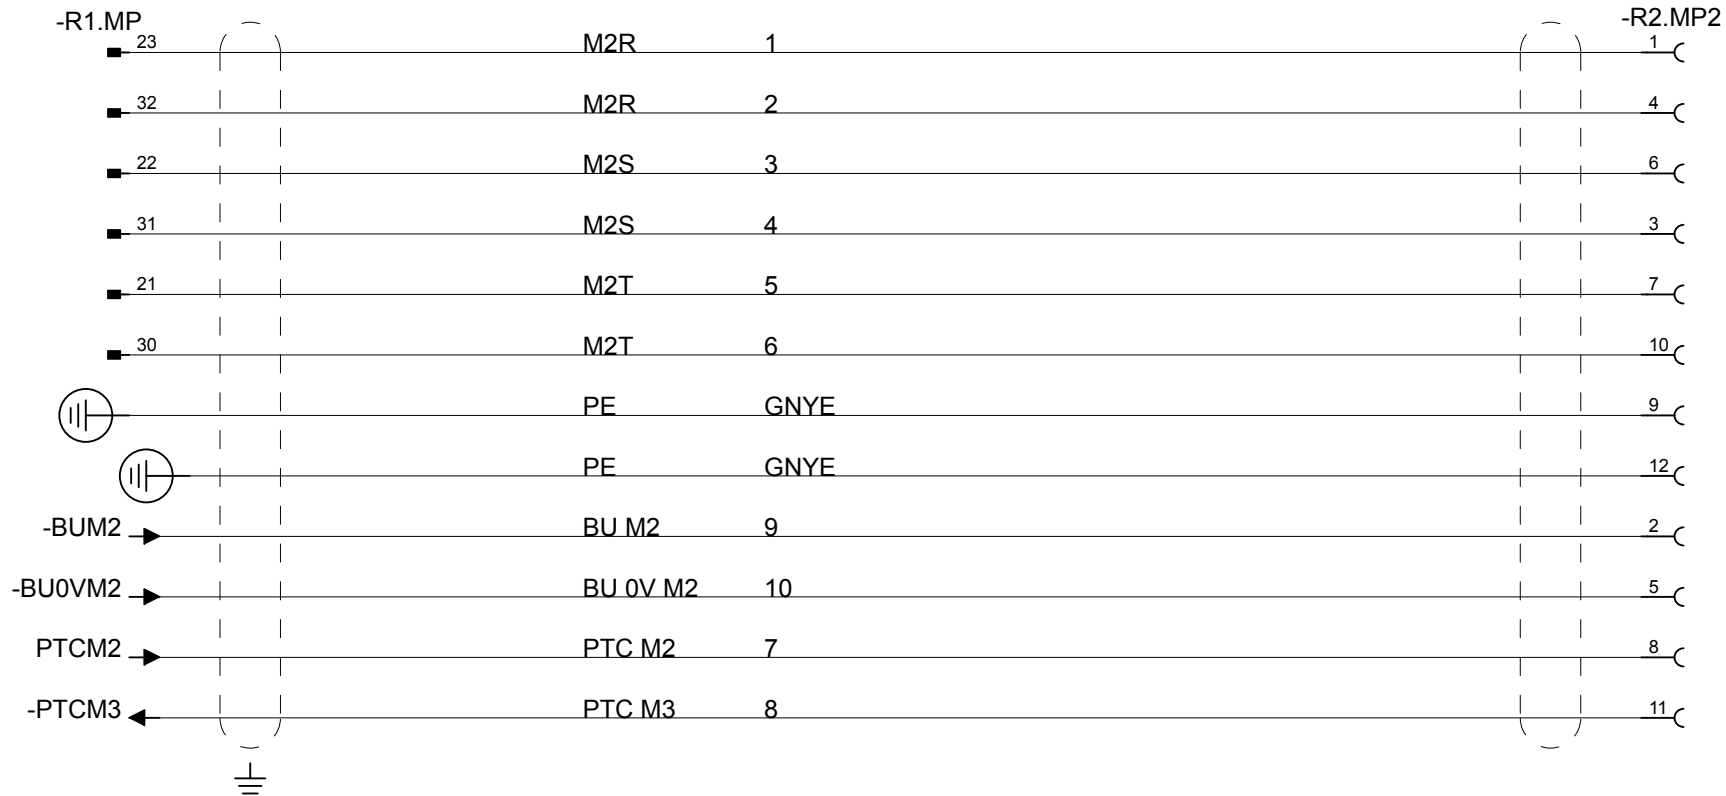 -R1.MP -R2.MP2
23 M2R 1 1
32 M2R 2 4
22 M2S 3 6
31 M2S 4 3
21 M2T 5 7
30 M2T 6 10
PE GNYE 9
PE GNYE 12
-BUM2 BU M2 9 2
-BU0VM2 BU 0V M2 10 5
PTCM2 PTC M2 7 8
-PTCM3 PTC M3 8 11